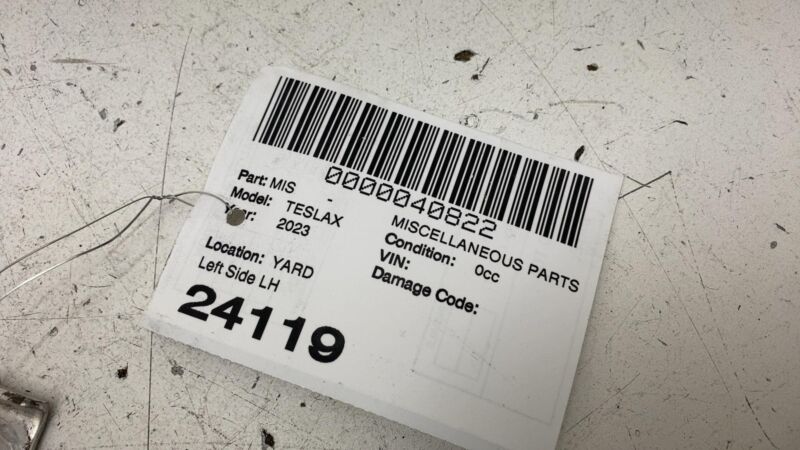 0000040822
Part: MIS - MISCELLANEOUS PARTS
Model: TESLAX Condition: 0cc
Year: 2023 VIN:
Damage Code:
Location: YARD
Left Side LH
24119